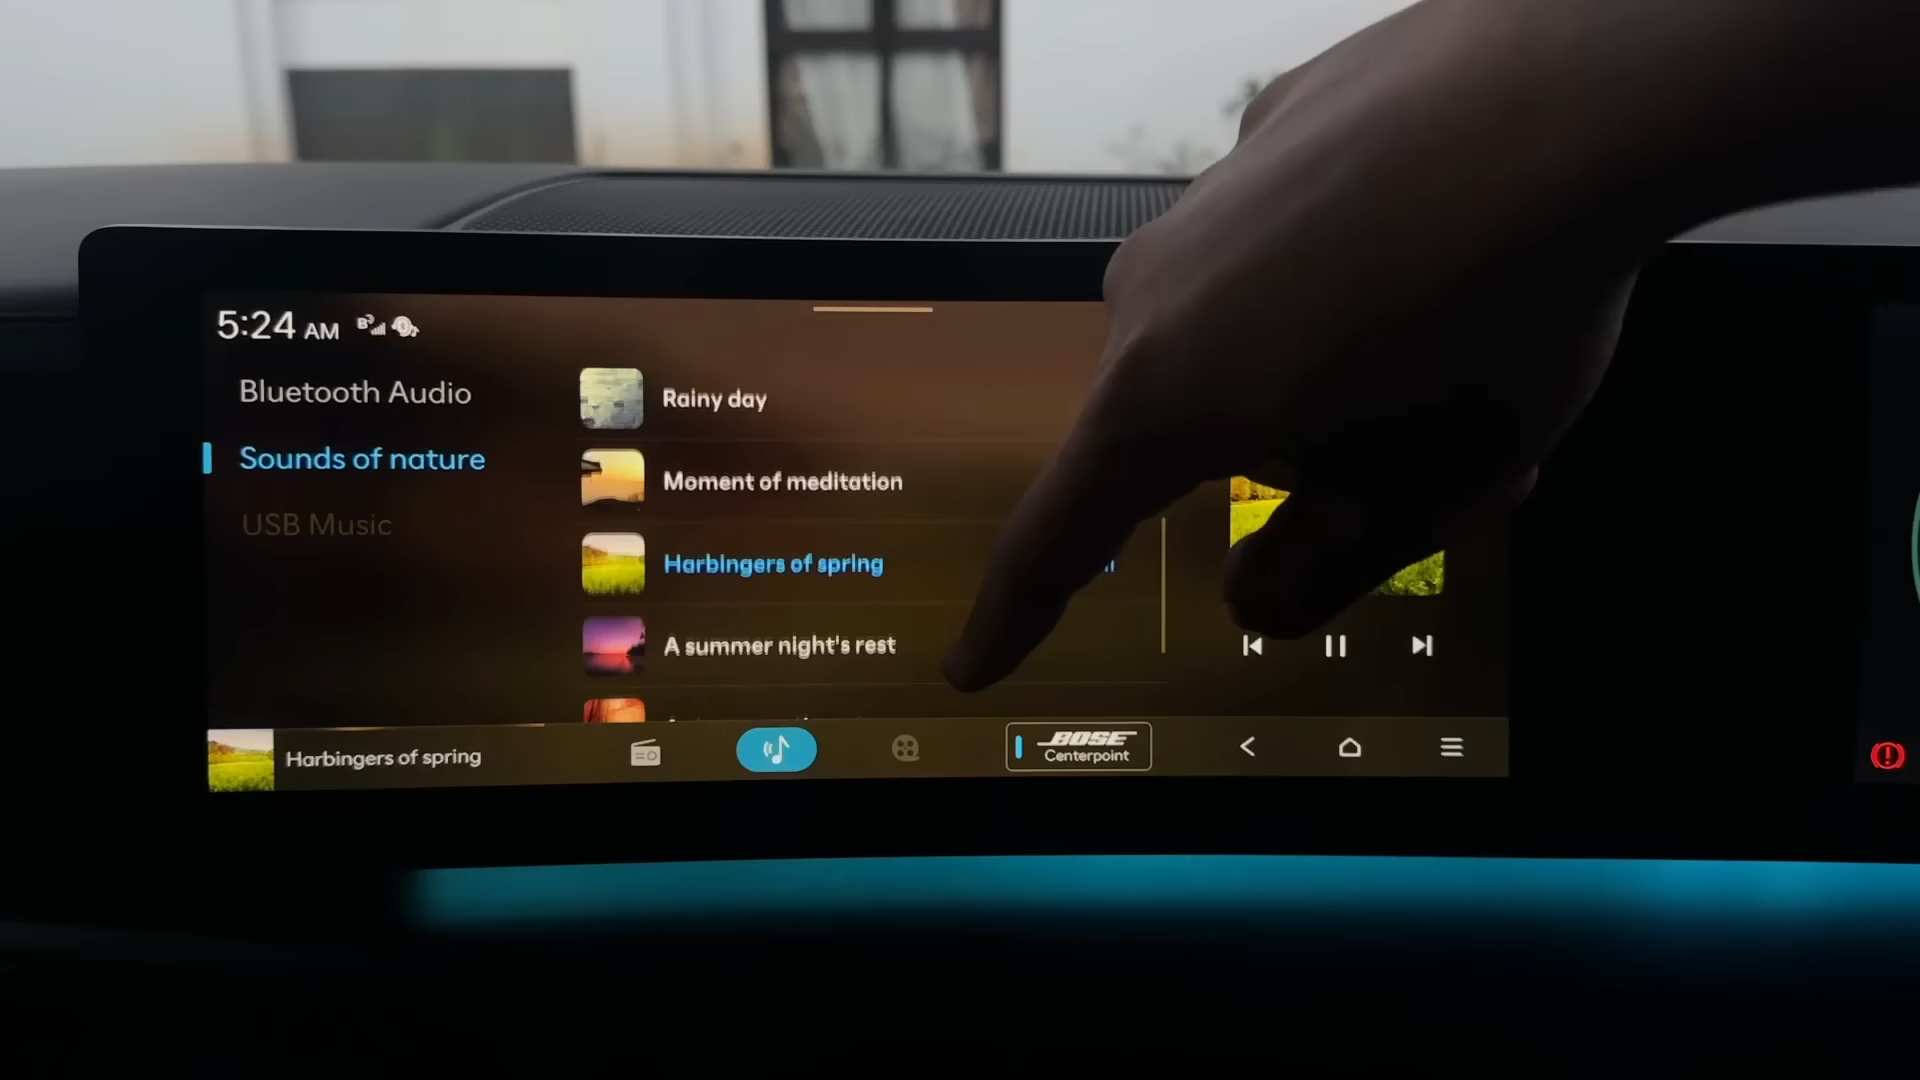 5:24 AM
Bluetooth Audio
Sounds of nature
USB Music
Rainy day
Moment of meditation
Harbingers of spring
A summer night's rest
Harbingers of spring
BOSE
Centerpoint